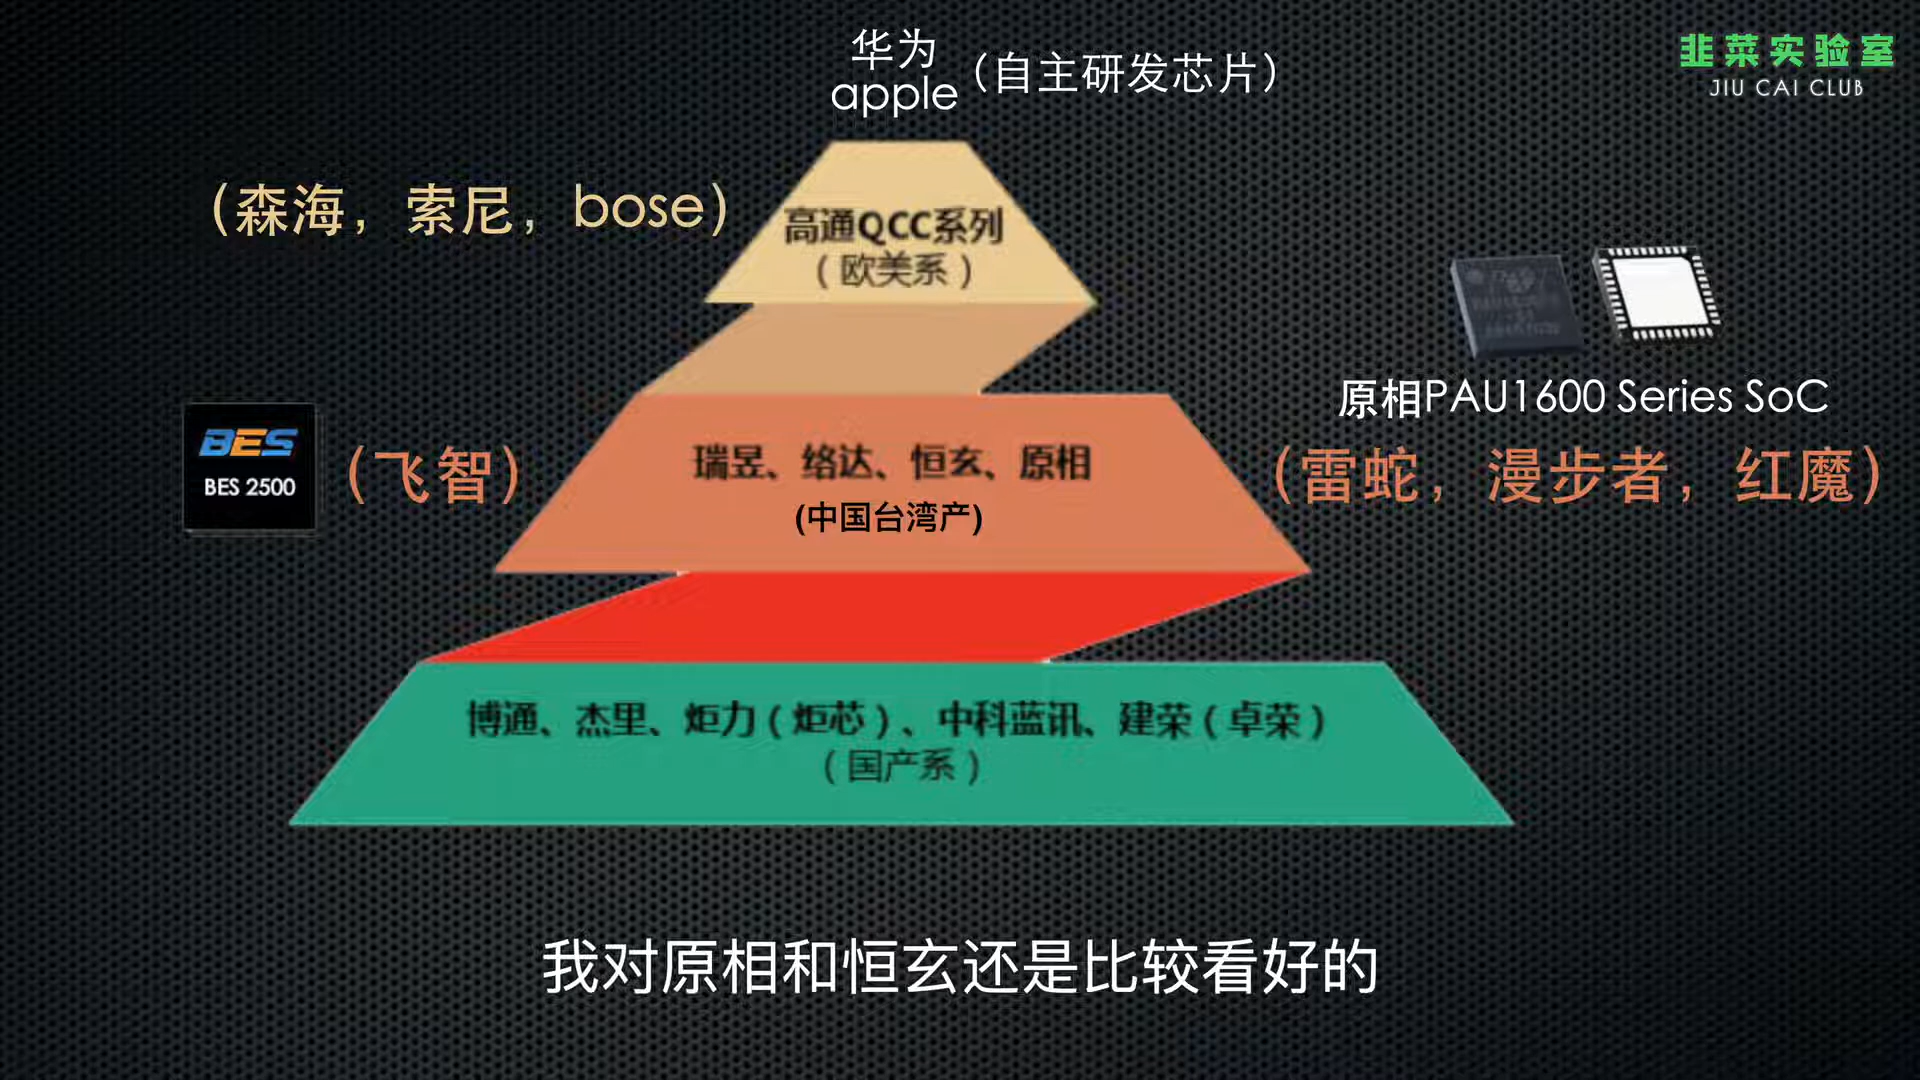 华为
apple
（自主研发芯片）
韭菜实验室
JIU CAI CLUB
（森海，索尼，bose）
高通QCC系列
（欧美系）
原相PAU1600 Series SoC
BES
BES 2500
（飞智）
瑞昱、络达、恒玄、原相
(中国台湾产)
（雷蛇，漫步者，红魔）
博通、杰里、炬力（炬芯）、中科蓝讯、建荣（卓荣）
（国产系）
我对原相和恒玄还是比较看好的